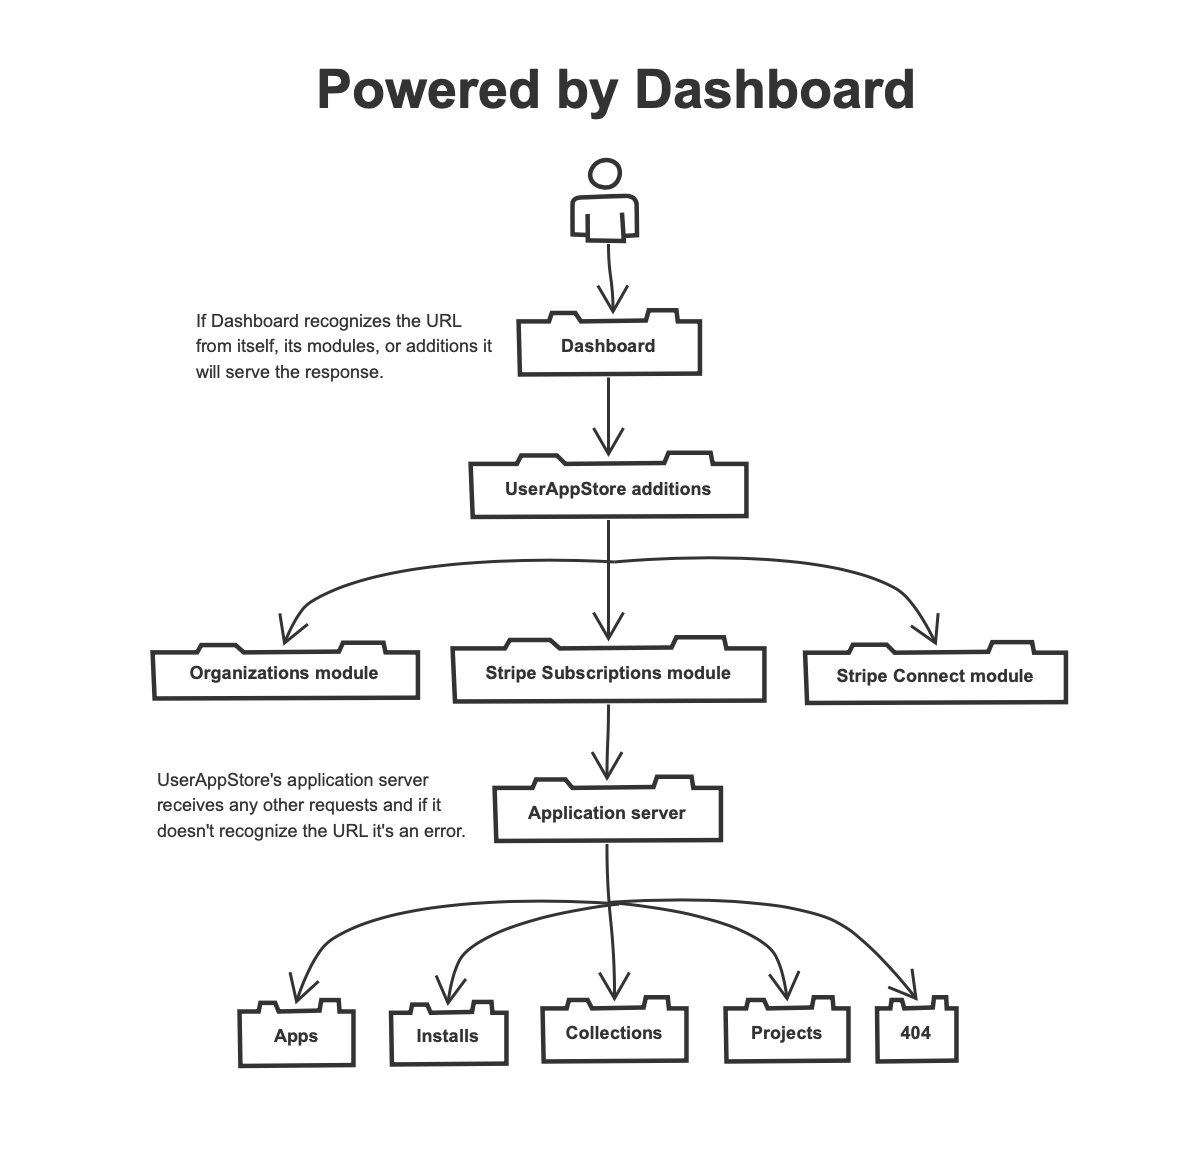 Powered by Dashboard
If Dashboard recognizes the URL
from itself, its modules, or additions it
will serve the response.
Dashboard
UserAppStore additions
Organizations module
Stripe Subscriptions module
Stripe Connect module
UserAppStore's application server
receives any other requests and if it
doesn't recognize the URL it's an error.
Application server
Apps
Installs
Collections
Projects
404